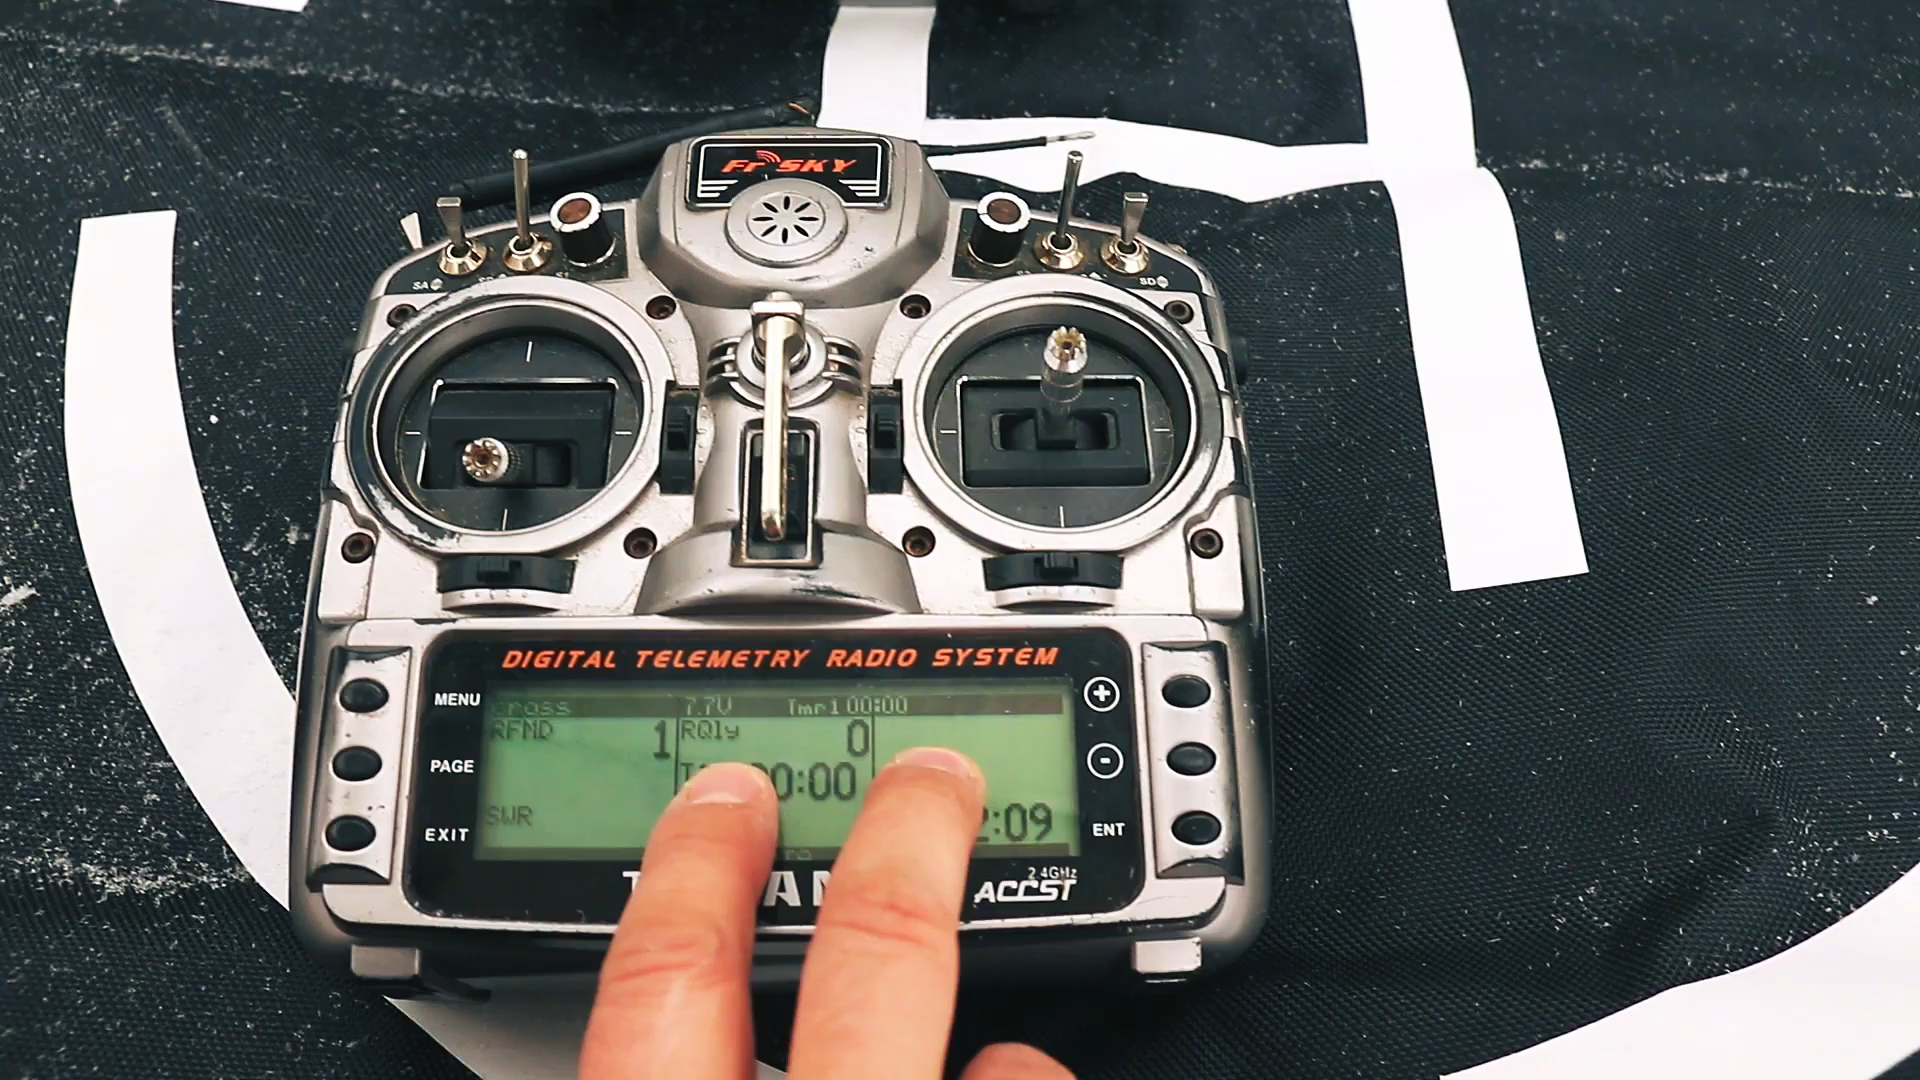 FrSKY
SA
SD
DIGITAL TELEMETRY RADIO SYSTEM
MENU
PAGE
EXIT
cross 7.7V Tmr1 00:00
RFMD 1 RQly 0
00:00
SWR :09
ENT
2.4GHz
ACCST